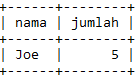 +------+--------+
| nama | jumlah |
+------+--------+
| Joe  |      5 |
+------+--------+